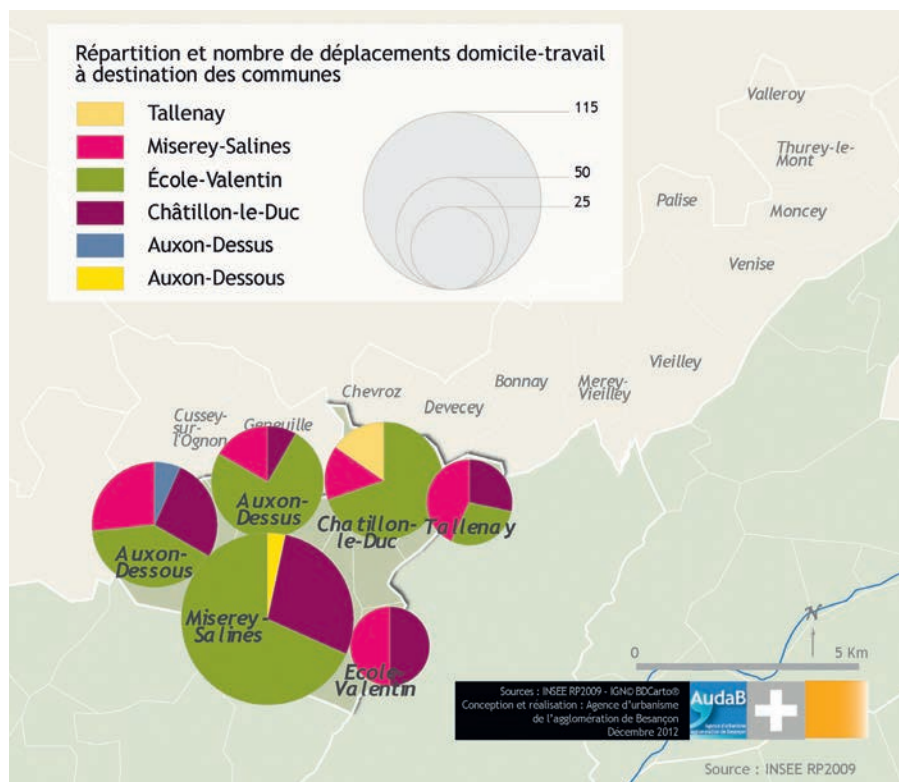 Répartition et nombre de déplacements domicile-travail
à destination des communes
Tallenay
Miserey-Salines
École-Valentin
Châtillon-le-Duc
Auxon-Dessus
Auxon-Dessous
115
50
25
Valleroy
Thurey-le-
Mont
Palise
Moncey
Venise
Vieilley
Merey-
Vieilley
Bonnay
Devecey
Chevroz
Geneuille
Cussey-
sur-
l'Ognon
Auxon-
Dessus
Chatillon-
le-Duc
Tallenay
Auxon-
Dessous
Miserey-
Salines
Ecole-
Valentin
N
0 5 Km
Sources : INSEE RP2009 - IGN© BDCarto®
Conception et réalisation : Agence d'urbanisme
de l'agglomération de Besançon
Décembre 2012
AudaB
Agence d'urbanisme
de Besançon
Source : INSEE RP2009